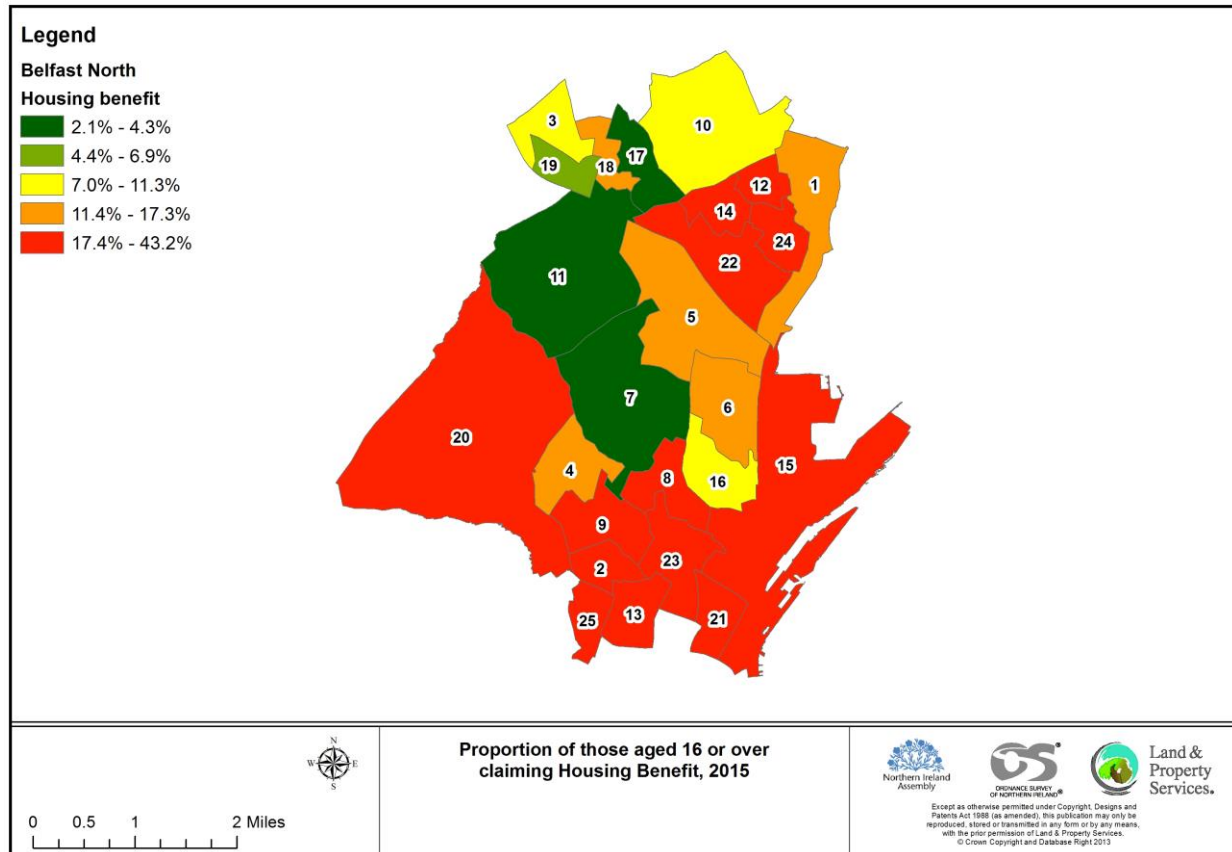 Legend
Belfast North
Housing benefit
2.1% - 4.3%
4.4% - 6.9%
7.0% - 11.3%
11.4% - 17.3%
17.4% - 43.2%
3
10
19
18
17
12
1
14
24
22
11
5
7
6
20
4
8
16
15
9
23
2
25
13
21
N
W E
S
0 0.5 1 2 Miles
Proportion of those aged 16 or over
claiming Housing Benefit, 2015
Northern Ireland
Assembly
OS®
ORDNANCE SURVEY
OF NORTHERN IRELAND®
Land &
Property
Services.
Except as otherwise permitted under Copyright, Designs and
Patents Act 1988 (as amended), this publication may only be
reproduced, stored or transmitted in any form or by any means,
with the prior permission of Land & Property Services.
© Crown Copyright and Database Right 2013